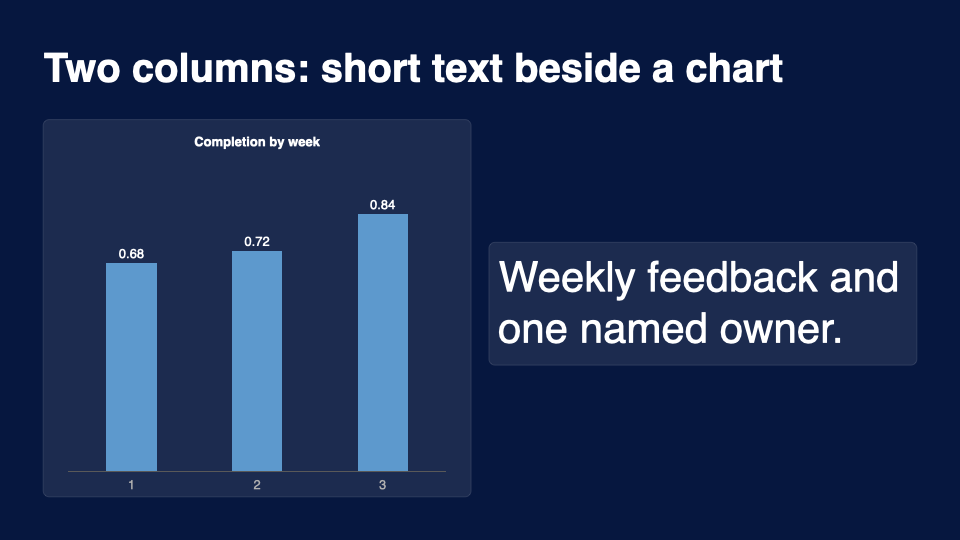 Two columns: short text beside a chart
Completion by week
0.68
0.72
0.84
1
2
3
Weekly feedback and
one named owner.